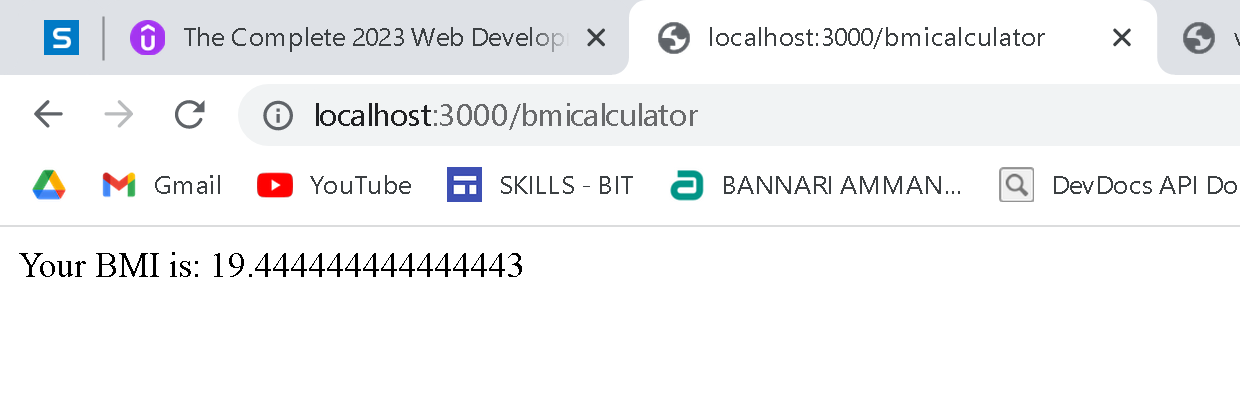 S The Complete 2023 Web Develop localhost:3000/bmicalculator
localhost:3000/bmicalculator
Gmail YouTube SKILLS - BIT BANNARI AMMAN... DevDocs API Do
Your BMI is: 19.444444444444443